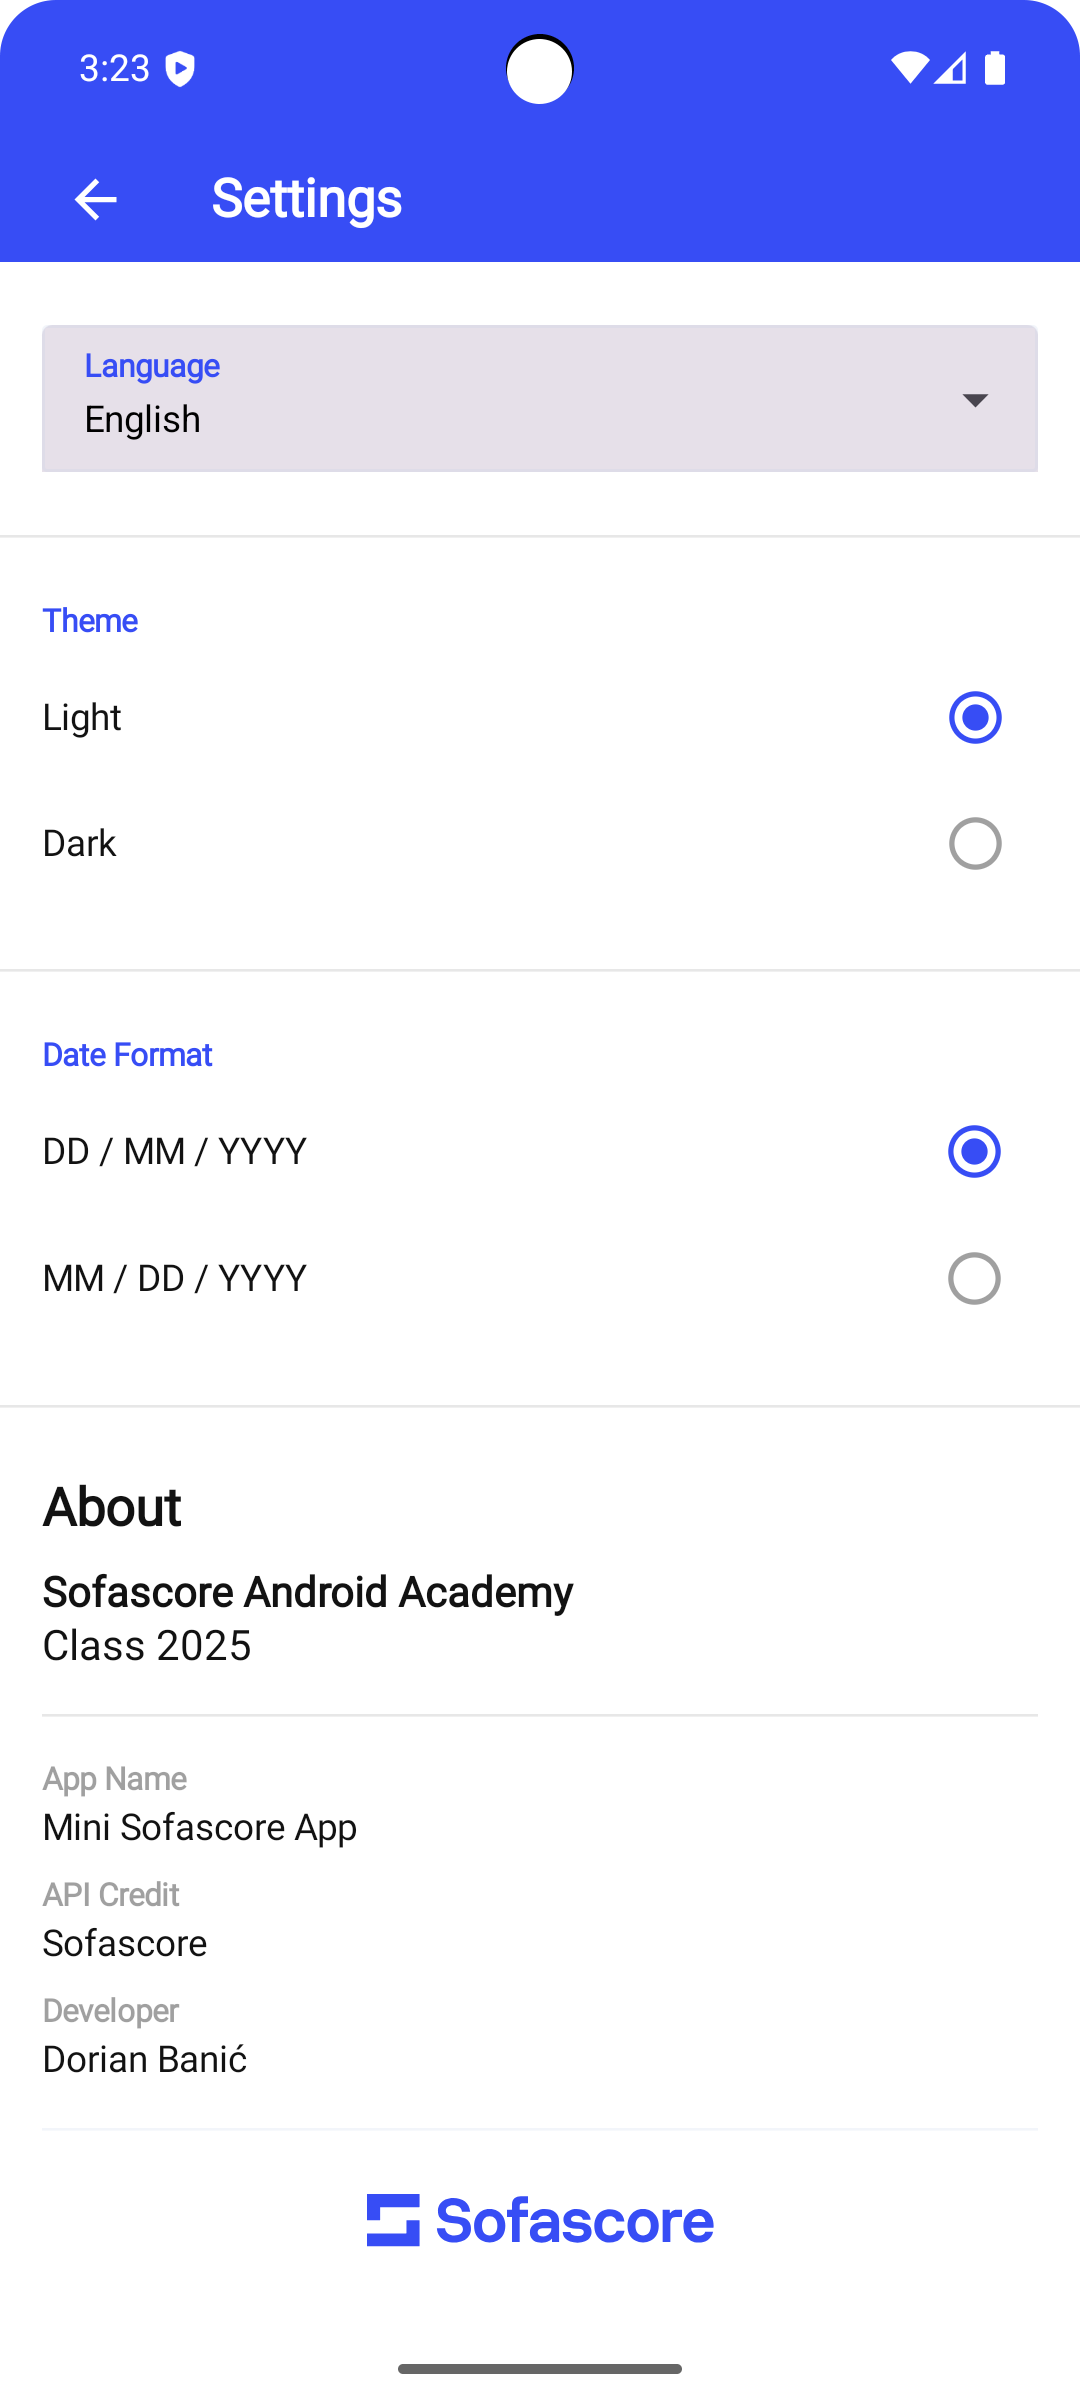 3:23
Settings
Language
English
Theme
Light
Dark
Date Format
DD / MM / YYYY
MM / DD / YYYY
About
Sofascore Android Academy
Class 2025
App Name
Mini Sofascore App
API Credit
Sofascore
Developer
Dorian Banić
Sofascore